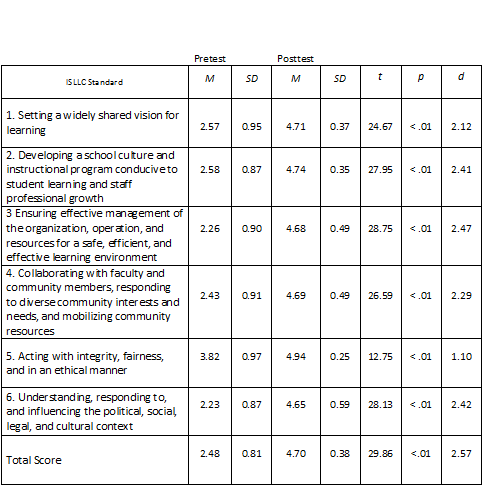 Pretest Posttest
ISLLC Standard M SD M SD t p d
1. Setting a widely shared vision for
learning 2.57 0.95 4.71 0.37 24.67 <.01 2.12
2. Developing a school culture and
instructional program conducive to
student learning and staff
professional growth 2.58 0.87 4.74 0.35 27.95 <.01 2.41
3 Ensuring effective management of
the organization, operation, and
resources for a safe, efficient, and
effective learning environment 2.26 0.90 4.68 0.49 28.75 <.01 2.47
4. Collaborating with faculty and
community members, responding
to diverse community interests and
needs, and mobilizing community
resources 2.43 0.91 4.69 0.49 26.59 <.01 2.29
5. Acting with integrity, fairness,
and in an ethical manner 3.82 0.97 4.94 0.25 12.75 <.01 1.10
6. Understanding, responding to,
and influencing the political, social,
legal, and cultural context 2.23 0.87 4.65 0.59 28.13 <.01 2.42
Total Score 2.48 0.81 4.70 0.38 29.86 <.01 2.57